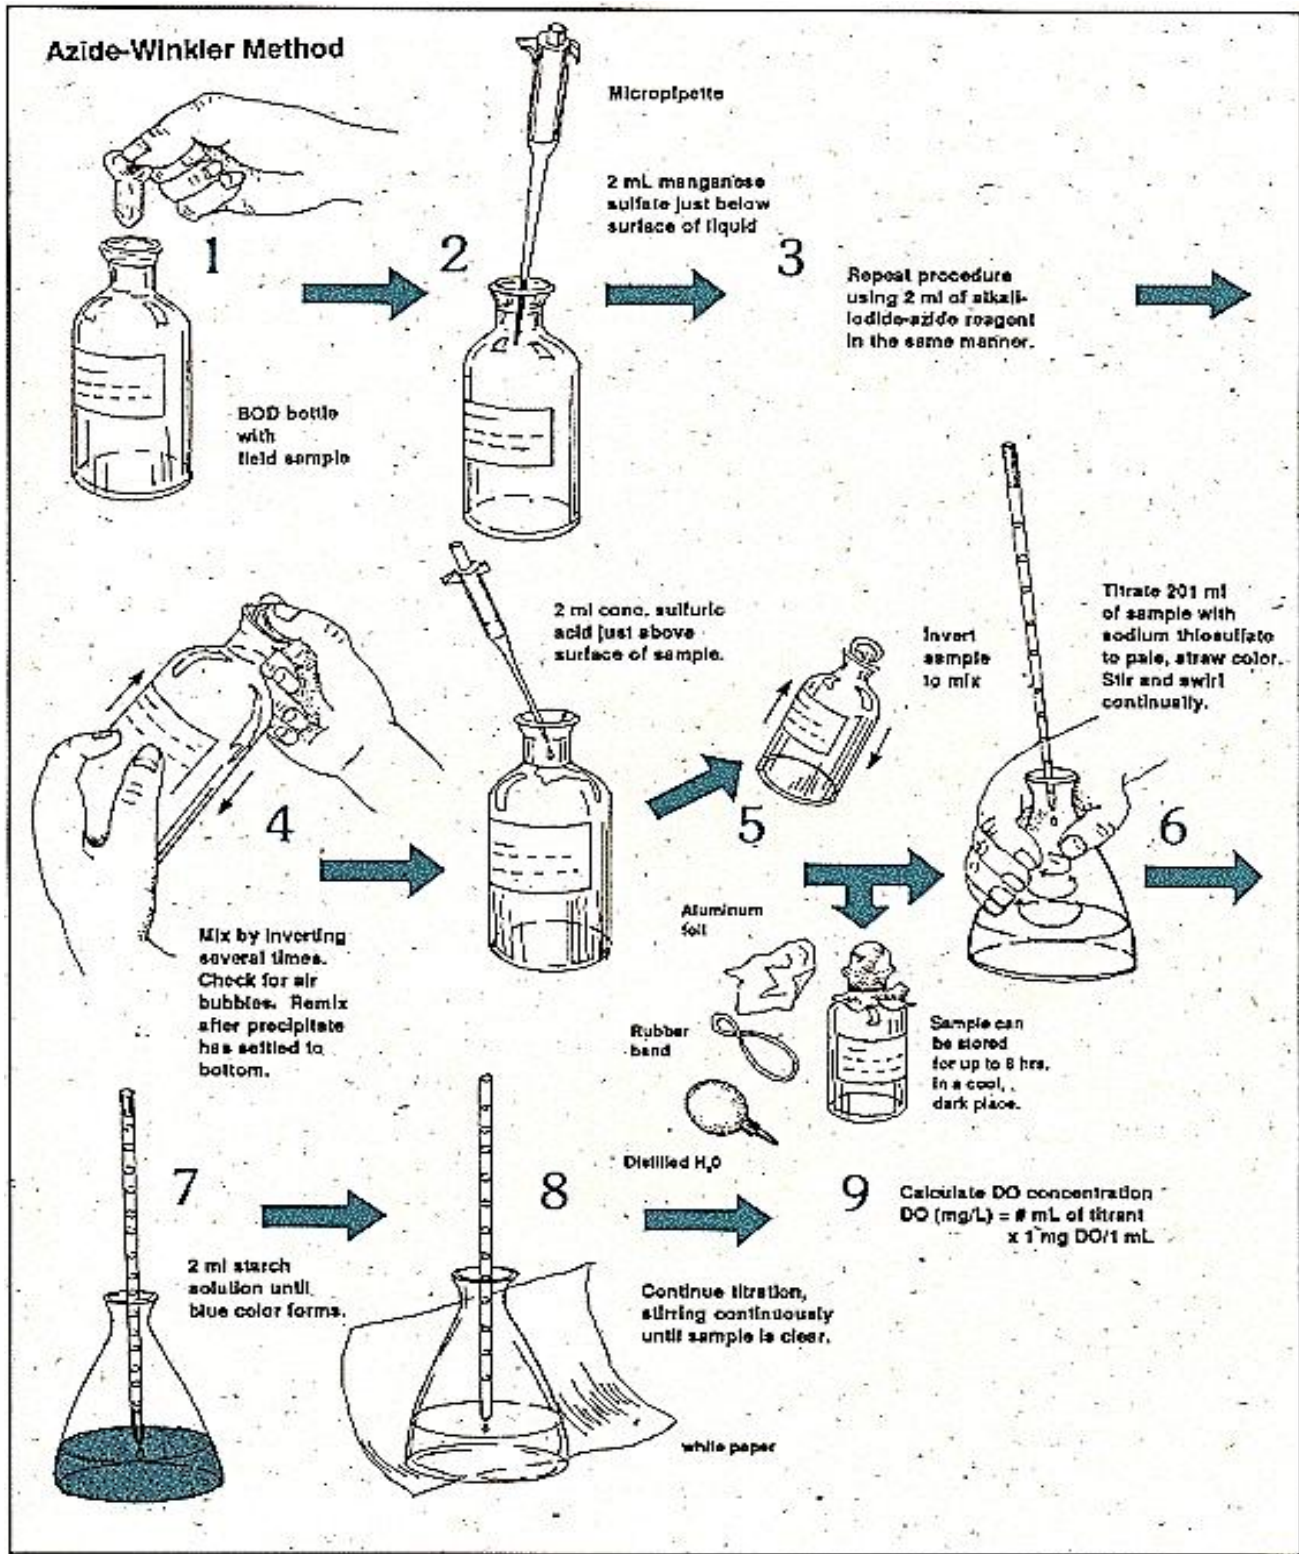 Azide-Winkler Method
1
BOD bottle
with
field sample
2
Micropipette
2 mL manganese
sulfate just below
surface of liquid
3
Repeat procedure
using 2 ml of alkali-
iodide-azide reagent
in the same manner.
4
Mix by inverting
several times.
Check for air
bubbles. Remix
after precipitate
has settled to
bottom.
2 ml conc. sulfuric
acid just above
surface of sample.
5
Invert
sample
to mix
Aluminum
foil
Rubber
band
Distilled H₂O
Sample can
be stored
for up to 8 hrs.
in a cool,
dark place.
Titrate 201 ml
of sample with
sodium thiosulfate
to pale, straw color.
Stir and swirl
continually.
6
7
2 ml starch
solution until
blue color forms.
8
Continue titration,
stirring continuously
until sample is clear.
white paper
9
Calculate DO concentration
DO (mg/L) = # mL of titrant
x 1 mg DO/1 mL